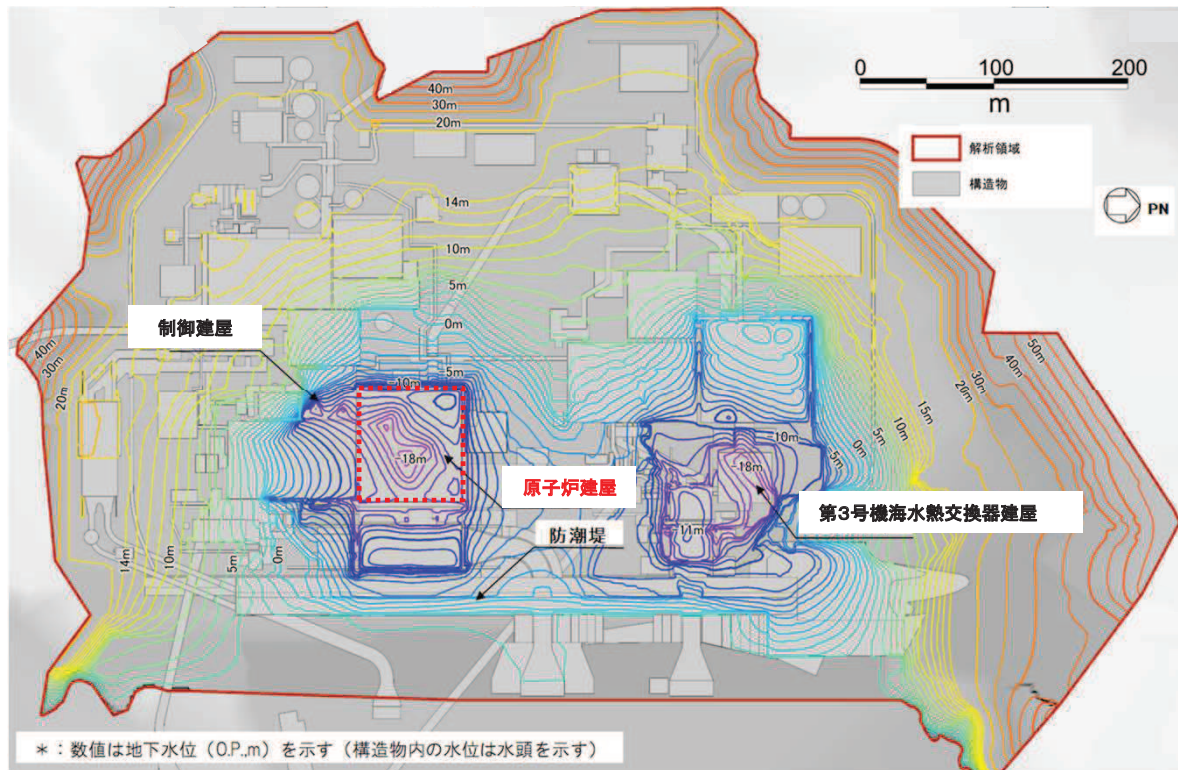 0 100 200
m
解析領域
構造物
PN
40m
30m
20m
14m
10m
5m
0m
-5m
-10m
制御建屋
40m
30m
20m
-18m
原子炉建屋
防潮堤
14m
10m
5m
0m
-10m
-18m
-11m
-5m
0m
5m
10m
15m
20m
30m
40m
50m
第3号機海水熱交換器建屋
*：数値は地下水位（O.P.,m）を示す（構造物内の水位は水頭を示す）